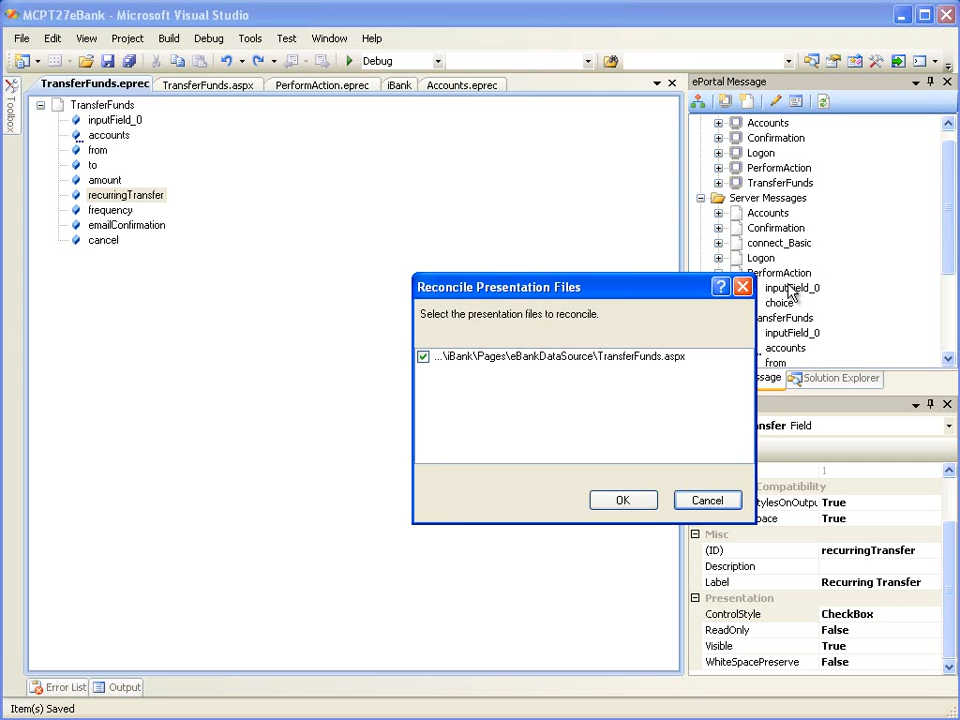 MCPT27eBank - Microsoft Visual Studio
File Edit View Project Build Debug Tools Test Window Help
Debug
TransferFunds.eprec TransferFunds.aspx PerformAction.eprec iBank Accounts.eprec
Toolbox
TransferFunds
inputField_0
accounts
from
to
amount
recurringTransfer
frequency
emailConfirmation
cancel
ePortal Message
Accounts
Confirmation
Logon
PerformAction
TransferFunds
Server Messages
Accounts
Confirmation
connect_Basic
Logon
PerformAction
inputField_0
choice
ansferFunds
inputField_0
accounts
from
ssage Solution Explorer
Reconcile Presentation Files
Select the presentation files to reconcile.
...\iBank\Pages\eBankDataSource\TransferFunds.aspx
OK Cancel
nsfer Field
1
Compatibility
tylesOnOutpu True
pace True
Misc
(ID) recurringTransfer
Description
Label Recurring Transfer
Presentation
ControlStyle CheckBox
ReadOnly False
Visible True
WhiteSpacePreserve False
Error List Output
Item(s) Saved